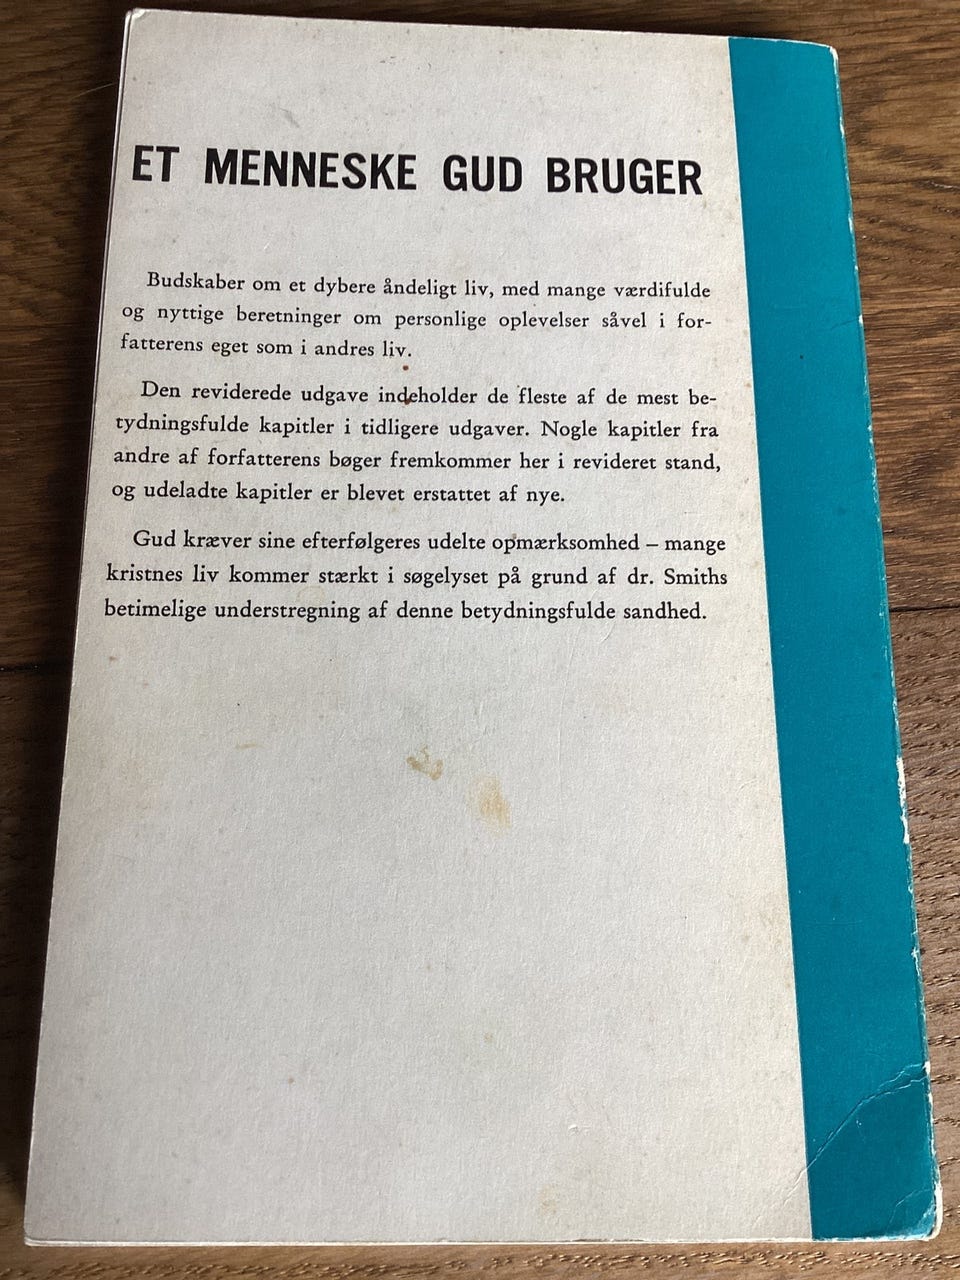 ET MENNESKE GUD BRUGER
Budskaber om et dybere åndeligt liv, med mange værdifulde
og nyttige beretninger om personlige oplevelser såvel i for-
fatterens eget som i andres liv.
Den reviderede udgave indeholder de fleste af de mest be-
tydningsfulde kapitler i tidligere udgaver. Nogle kapitler fra
andre af forfatterens bøger fremkommer her i revideret stand,
og udeladte kapitler er blevet erstattet af nye.
Gud kræver sine efterfølgeres udelte opmærksomhed – mange
kristnes liv kommer stærkt i søgelyset på grund af dr. Smiths
betimelige understregning af denne betydningsfulde sandhed.